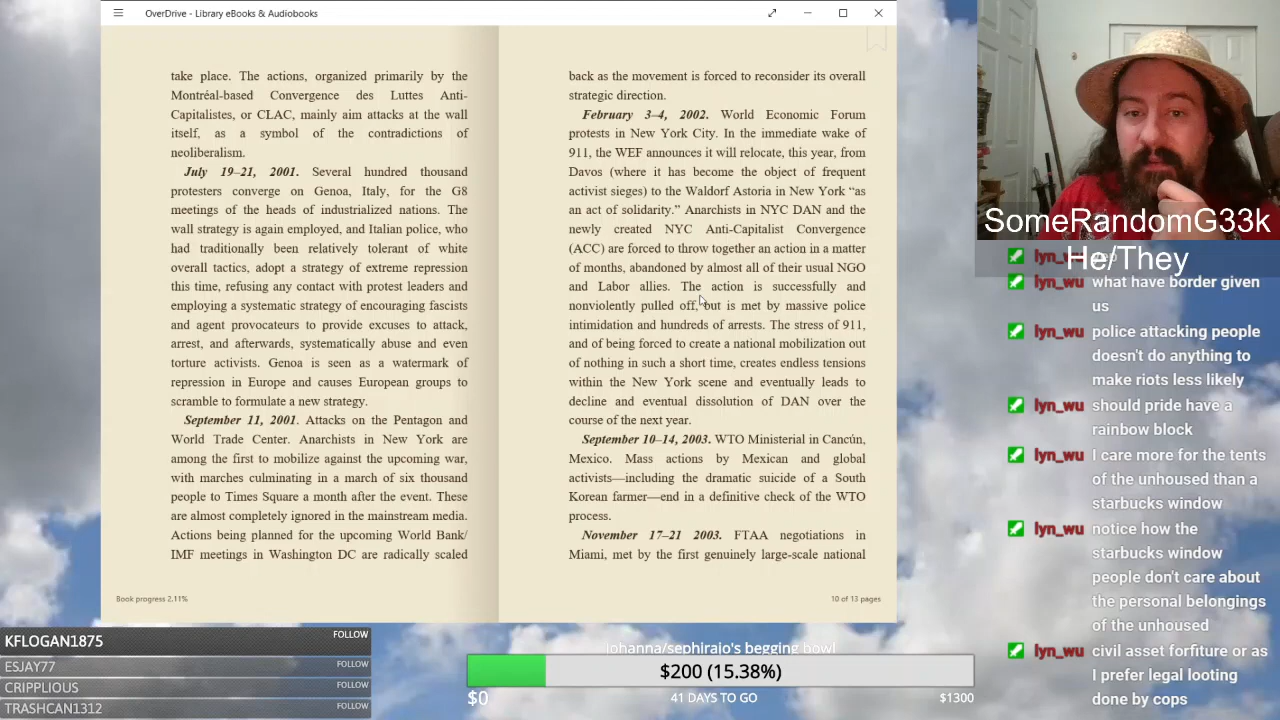 OverDrive - Library eBooks & Audiobooks
take place. The actions, organized primarily by the
Montréal-based Convergence des Luttes Anti-
Capitalistes, or CLAC, mainly aim attacks at the wall
itself, as a symbol of the contradictions of
neoliberalism.
July 19–21, 2001. Several hundred thousand
protesters converge on Genoa, Italy, for the G8
meetings of the heads of industrialized nations. The
wall strategy is again employed, and Italian police, who
had traditionally been relatively tolerant of white
overall tactics, adopt a strategy of extreme repression
this time, refusing any contact with protest leaders and
employing a systematic strategy of encouraging fascists
and agent provocateurs to provide excuses to attack,
arrest, and afterwards, systematically abuse and even
torture activists. Genoa is seen as a watermark of
repression in Europe and causes European groups to
scramble to formulate a new strategy.
September 11, 2001. Attacks on the Pentagon and
World Trade Center. Anarchists in New York are
among the first to mobilize against the upcoming war,
with marches culminating in a march of six thousand
people to Times Square a month after the event. These
are almost completely ignored in the mainstream media.
Actions being planned for the upcoming World Bank/
IMF meetings in Washington DC are radically scaled
Book progress 2.11%
back as the movement is forced to reconsider its overall
strategic direction.
February 3–4, 2002. World Economic Forum
protests in New York City. In the immediate wake of
911, the WEF announces it will relocate, this year, from
Davos (where it has become the object of frequent
activist sieges) to the Waldorf Astoria in New York “as
an act of solidarity.” Anarchists in NYC DAN and the
newly created NYC Anti-Capitalist Convergence
(ACC) are forced to throw together an action in a matter
of months, abandoned by almost all of their usual NGO
and Labor allies. The action is successfully and
nonviolently pulled off, but is met by massive police
intimidation and hundreds of arrests. The stress of 911,
and of being forced to create a national mobilization out
of nothing in such a short time, creates endless tensions
within the New York scene and eventually leads to
decline and eventual dissolution of DAN over the
course of the next year.
September 10–14, 2003. WTO Ministerial in Cancún,
Mexico. Mass actions by Mexican and global
activists—including the dramatic suicide of a South
Korean farmer—end in a definitive check of the WTO
process.
November 17–21 2003. FTAA negotiations in
Miami, met by the first genuinely large-scale national
10 of 13 pages
SomeRandomG33k
He/They
lyn_wu what have border given
us
lyn_wu police attacking people
doesn't do anything to
make riots less likely
lyn_wu should pride have a
rainbow block
lyn_wu I care more for the tents
of the unhoused than a
starbucks window
lyn_wu notice how the
starbucks window
people don't care about
the personal belongings
of the unhoused
lyn_wu civil asset forfiture or as
I prefer legal looting
done by cops
KFLOGAN1875 FOLLOW
ESJAY77 FOLLOW
CRIPPLIOUS FOLLOW
TRASHCAN1312 FOLLOW
Johanna/sephiraio's begging bowl
$200 (15.38%)
$0 41 DAYS TO GO $1300